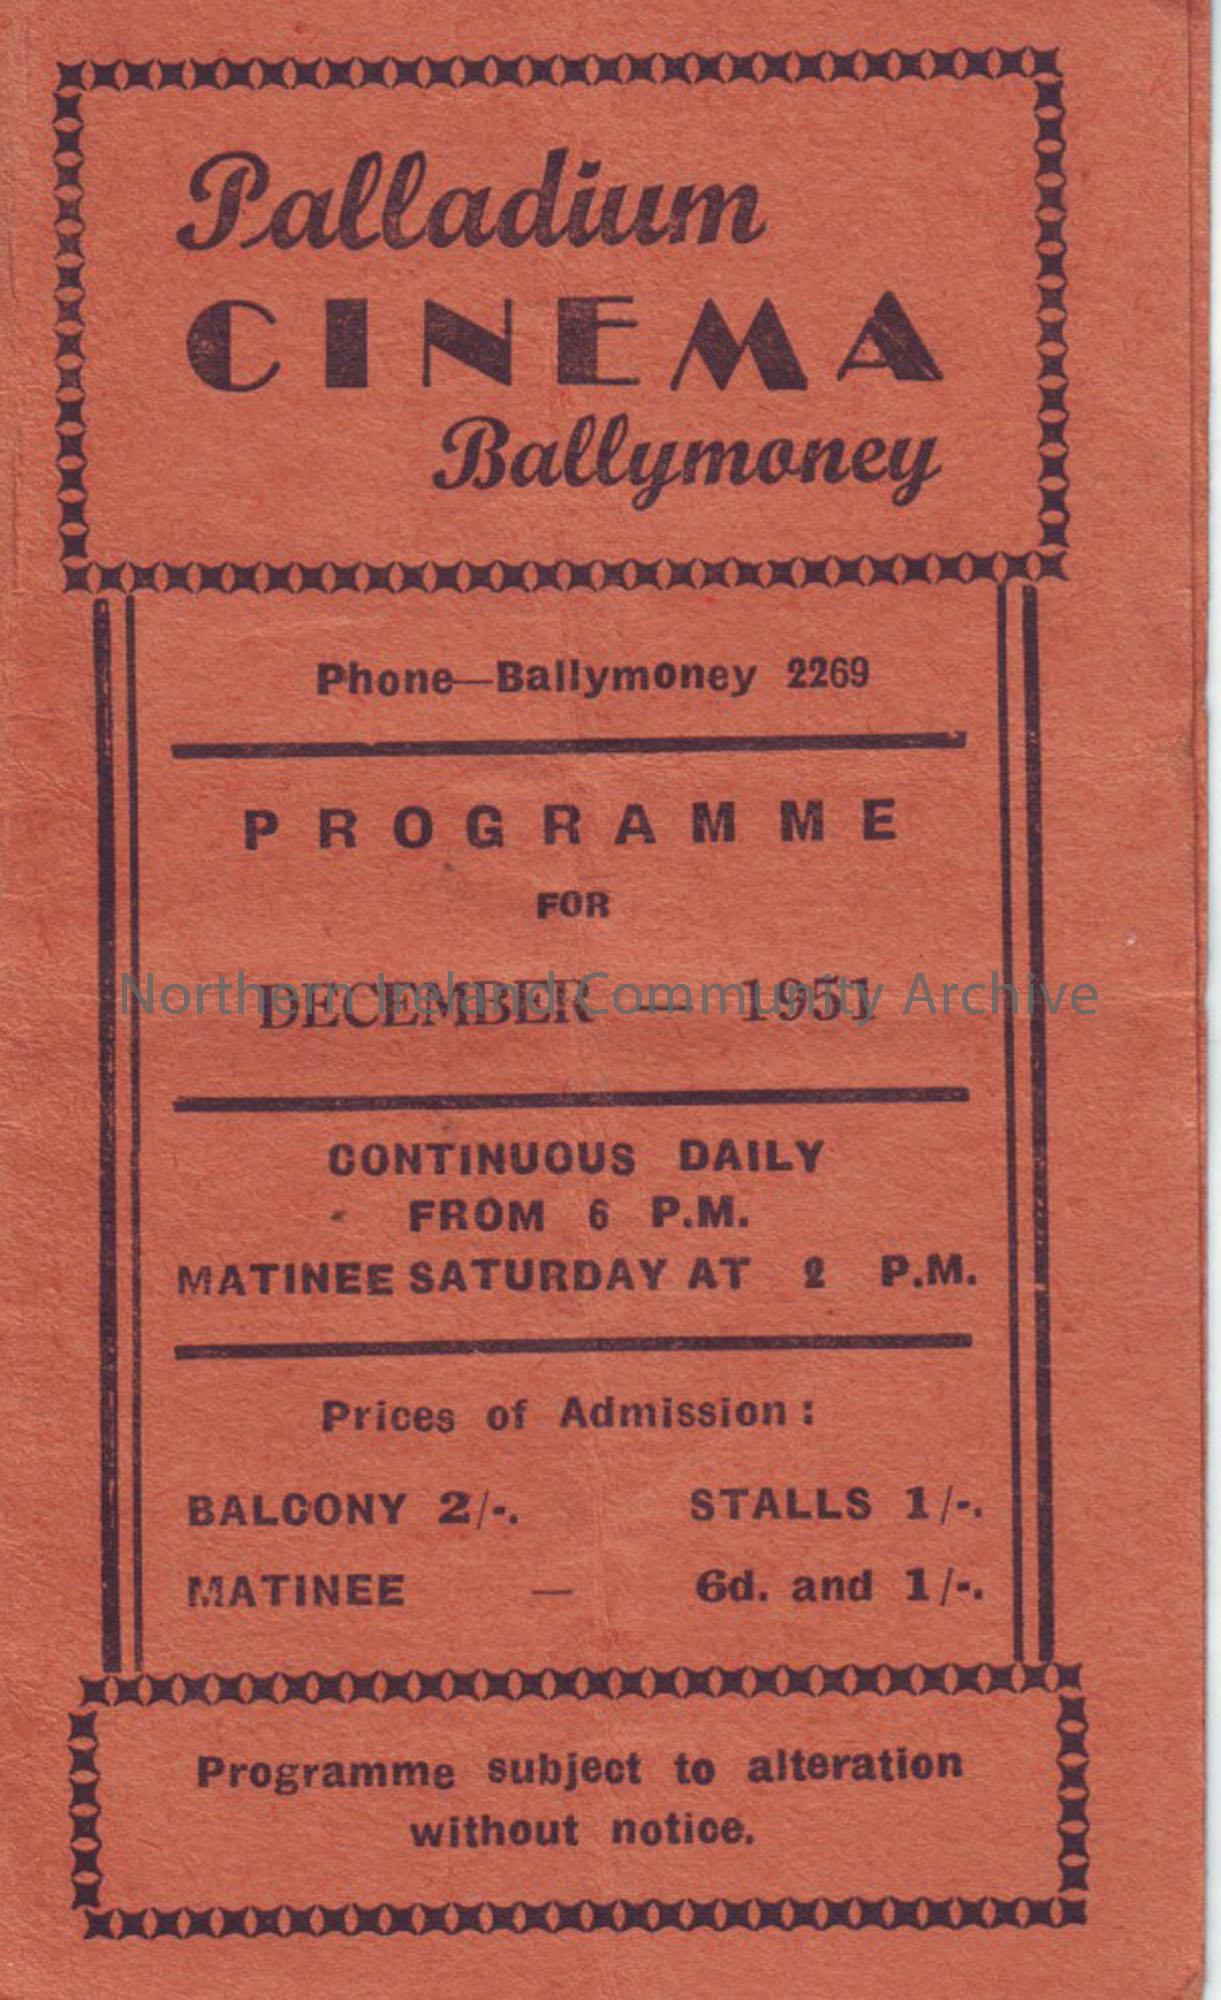 Palladium
CINEMA
Ballymoney
Phone—Ballymoney 2269
PROGRAMME
FOR
DECEMBER — 1951
Northern Ireland Community Archive
CONTINUOUS DAILY
FROM 6 P.M.
MATINEE SATURDAY AT 2 P.M.
Prices of Admission :
BALCONY 2/-. STALLS 1/-.
MATINEE — 6d. and 1/-.
Programme subject to alteration
without notice.